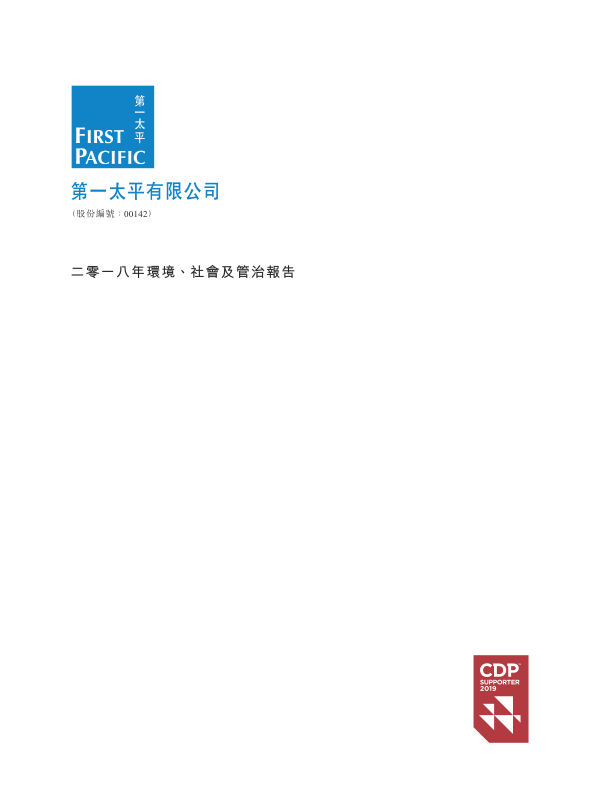 第一太平
FIRST
PACIFIC
第一太平有限公司
（股份編號：00142）
二零一八年環境、社會及管治報告
CDP
SUPPORTER
2019